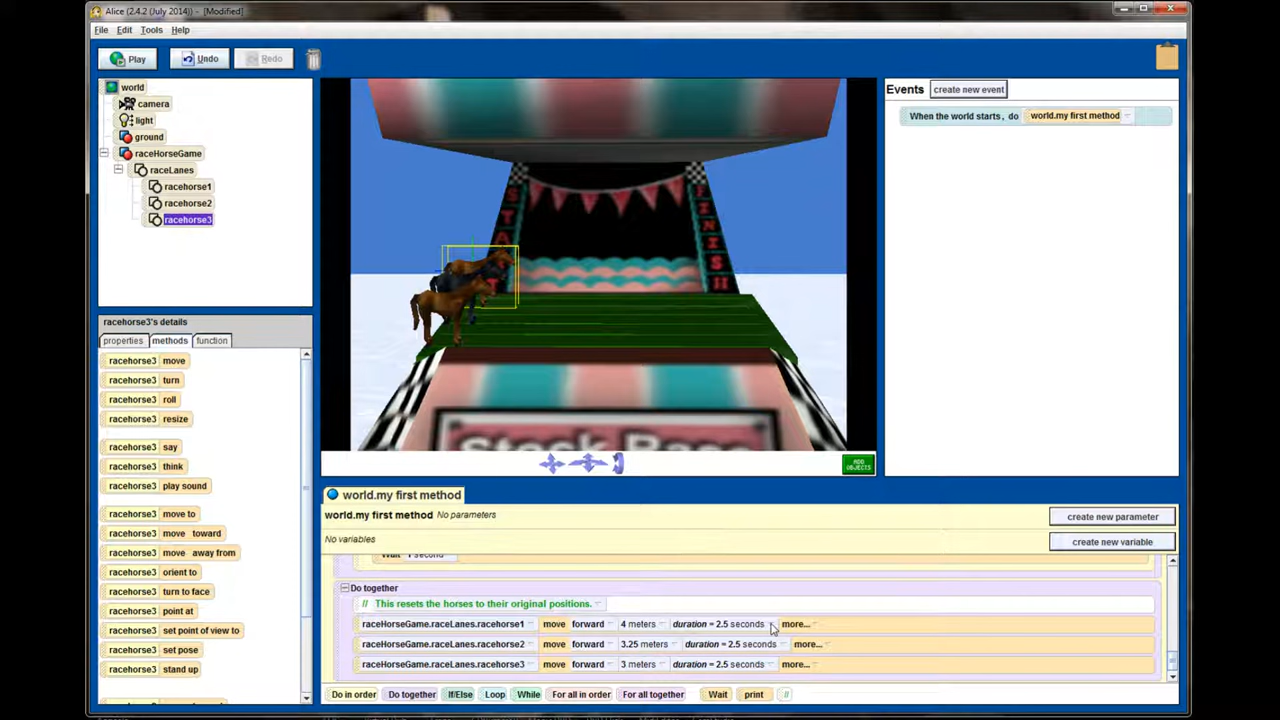 Alice (2.4.2 (July 2014)) - [Modified]
File Edit Tools Help
Play Undo Redo
world
camera
light
ground
raceHorseGame
raceLanes
racehorse1
racehorse2
racehorse3
Events create new event
When the world starts, do world.my first method
START
FINISH
Stock Race
ADD OBJECTS
racehorse3's details
properties methods function
racehorse3 move
racehorse3 turn
racehorse3 roll
racehorse3 resize
racehorse3 say
racehorse3 think
racehorse3 play sound
racehorse3 move to
racehorse3 move toward
racehorse3 move away from
racehorse3 orient to
racehorse3 turn to face
racehorse3 point at
racehorse3 set point of view to
racehorse3 set pose
racehorse3 stand up
world.my first method
world.my first method No parameters
create new parameter
No variables
create new variable
Wait 1 second
Do together
// This resets the horses to their original positions.
raceHorseGame.raceLanes.racehorse1 move forward 4 meters duration = 2.5 seconds more...
raceHorseGame.raceLanes.racehorse2 move forward 3.25 meters duration = 2.5 seconds more...
raceHorseGame.raceLanes.racehorse3 move forward 3 meters duration = 2.5 seconds more...
Do in order Do together If/Else Loop While For all in order For all together Wait print //